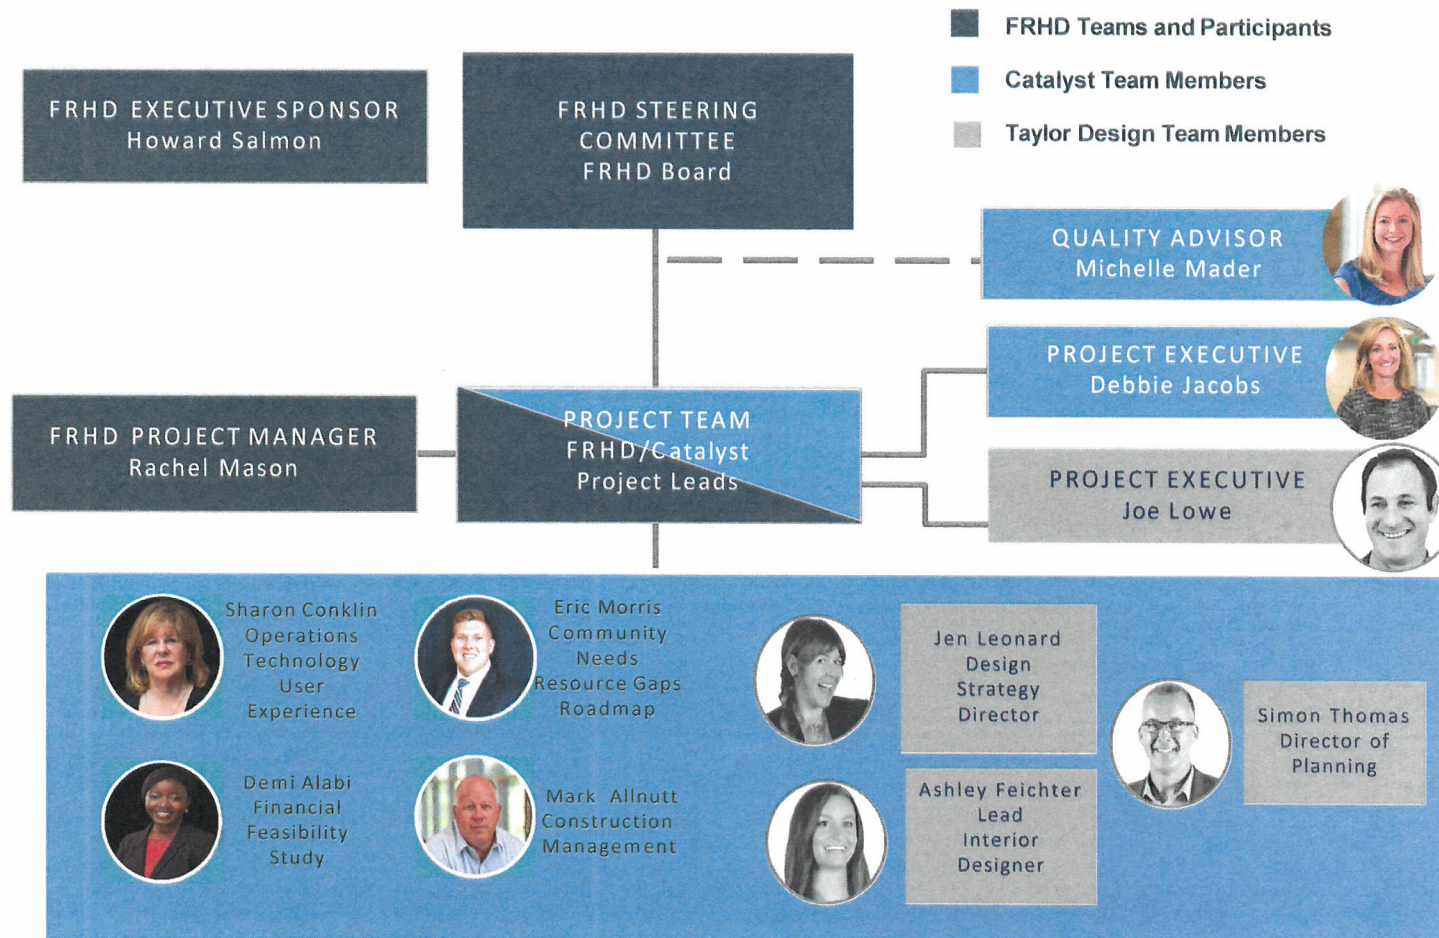 FRHD Teams and Participants
Catalyst Team Members
Taylor Design Team Members
FRHD EXECUTIVE SPONSOR
Howard Salmon
FRHD STEERING
COMMITTEE
FRHD Board
QUALITY ADVISOR
Michelle Mader
PROJECT EXECUTIVE
Debbie Jacobs
FRHD PROJECT MANAGER
Rachel Mason
PROJECT TEAM
FRHD/Catalyst
Project Leads
PROJECT EXECUTIVE
Joe Lowe
Sharon Conklin
Operations
Technology
User
Experience
Eric Morris
Community
Needs
Resource Gaps
Roadmap
Jen Leonard
Design
Strategy
Director
Simon Thomas
Director of
Planning
Demi Alabi
Financial
Feasibility
Study
Mark Allnutt
Construction
Management
Ashley Feichter
Lead
Interior
Designer